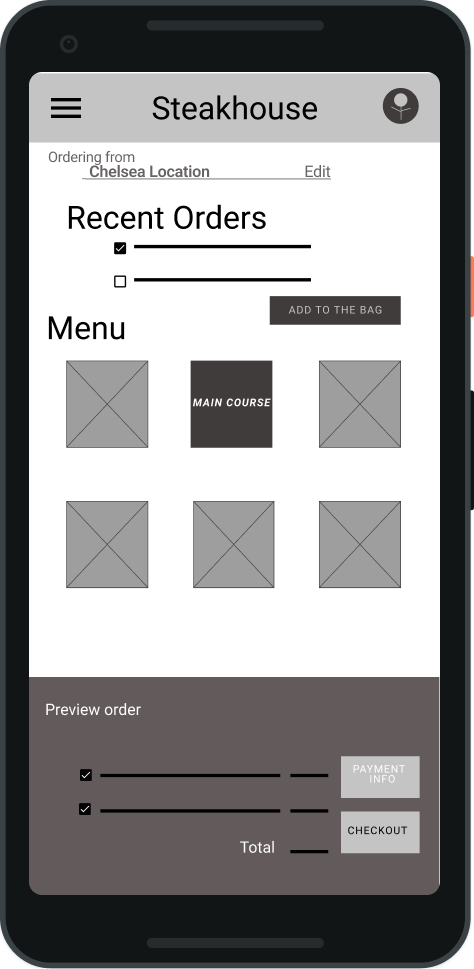 Steakhouse
Ordering from
Chelsea Location Edit
Recent Orders
ADD TO THE BAG
Menu
MAIN COURSE
Preview order
PAYMENT
INFO
CHECKOUT
Total